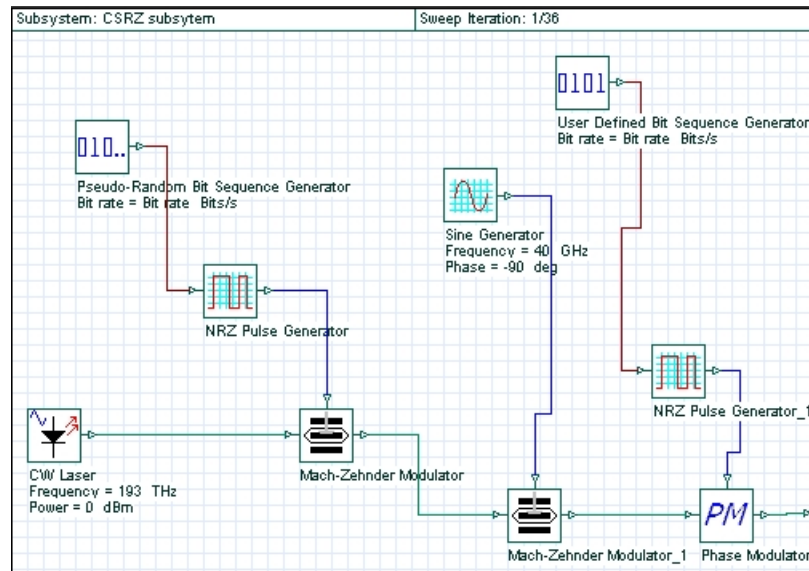 Subsystem: CSRZ subsytem
Sweep Iteration: 1/36
0101
User Defined Bit Sequence Generator
Bit rate = Bit rate Bits/s
010..
Pseudo-Random Bit Sequence Generator
Bit rate = Bit rate Bits/s
Sine Generator
Frequency = 40 GHz
Phase = -90 deg
NRZ Pulse Generator
NRZ Pulse Generator_1
CW Laser
Frequency = 193 THz
Power = 0 dBm
Mach-Zehnder Modulator
PM
Mach-Zehnder Modulator_1
Phase Modulator